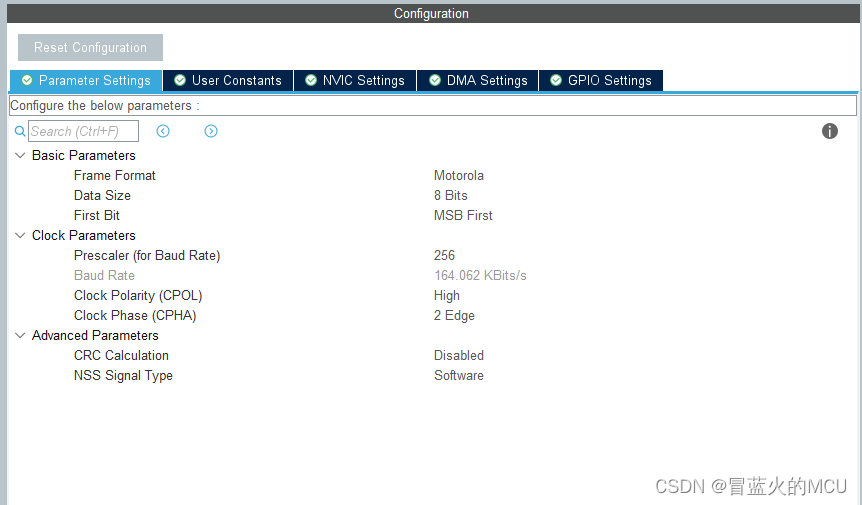 Configuration
Reset Configuration
Parameter Settings User Constants NVIC Settings DMA Settings GPIO Settings
Configure the below parameters :
Search (Ctrl+F)
Basic Parameters
Frame Format Motorola
Data Size 8 Bits
First Bit MSB First
Clock Parameters
Prescaler (for Baud Rate) 256
Baud Rate 164.062 KBits/s
Clock Polarity (CPOL) High
Clock Phase (CPHA) 2 Edge
Advanced Parameters
CRC Calculation Disabled
NSS Signal Type Software
CSDN @冒蓝火的MCU